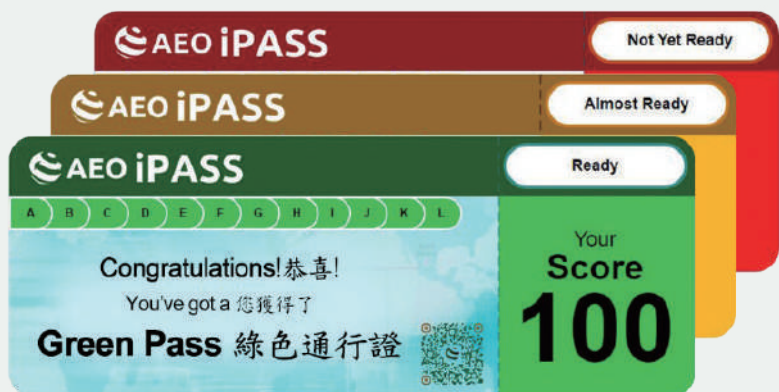 AEO iPASS
Not Yet Ready
AEO iPASS
Almost Ready
AEO iPASS
Ready
A B C D E F G H I J K L
Congratulations!恭喜!
You've got a 您獲得了
Green Pass 綠色通行證
Your
Score
100